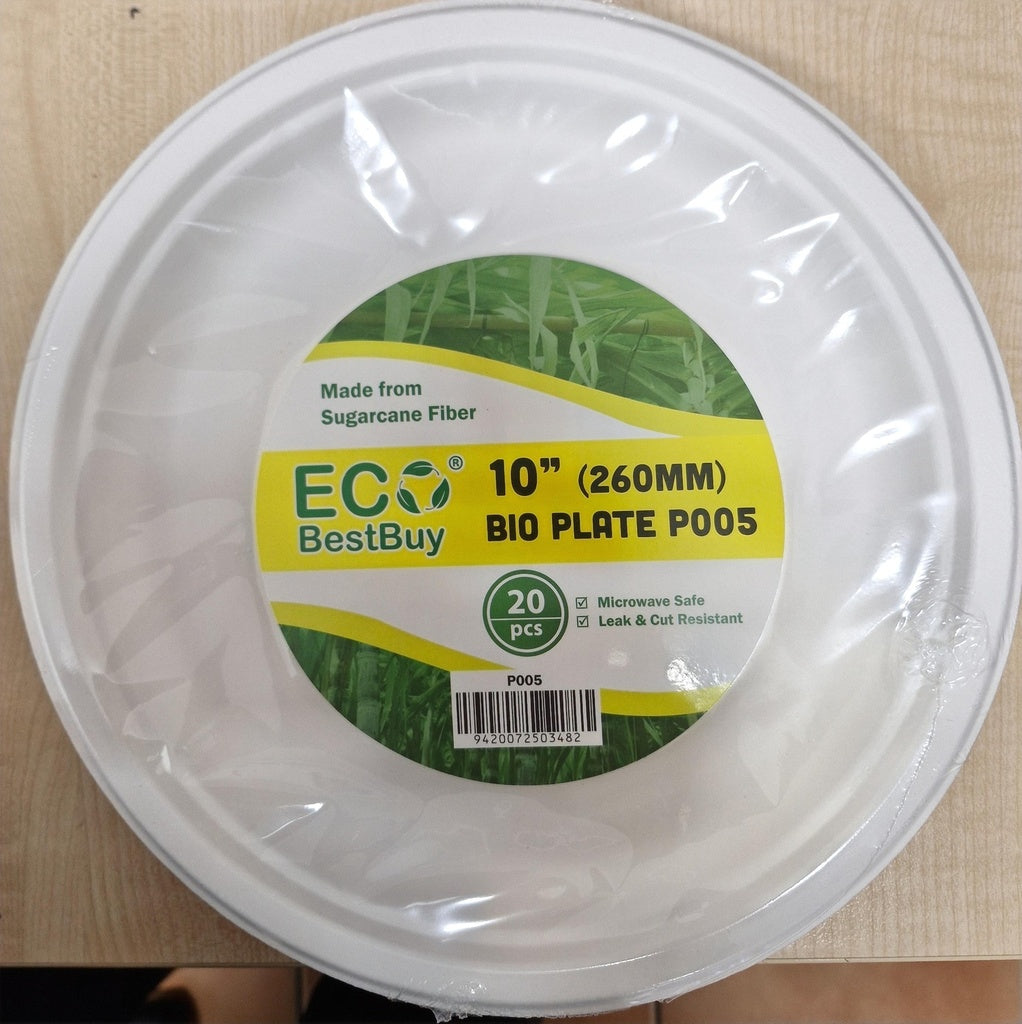 Made from
Sugarcane Fiber
ECO®
BestBuy
10” (260MM)
BIO PLATE P005
20
pcs
☑ Microwave Safe
☑ Leak & Cut Resistant
P005
9420072503482